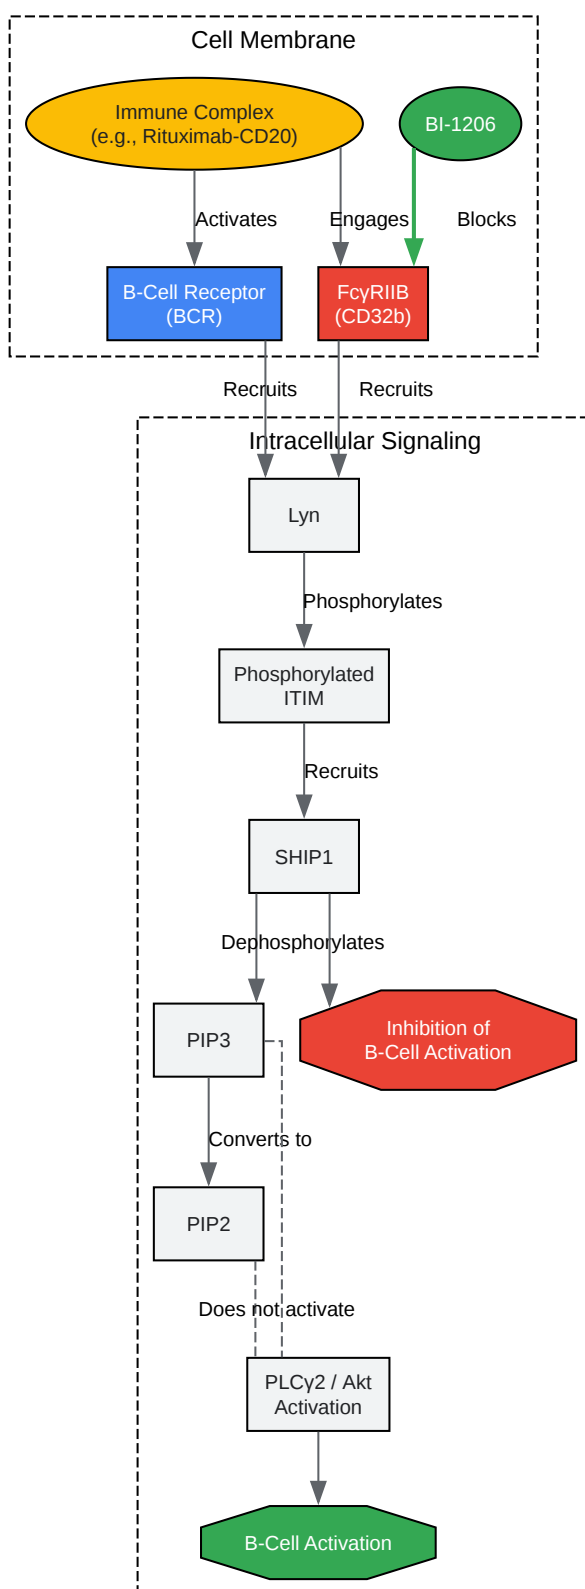 Cell Membrane
Immune Complex
(e.g., Rituximab-CD20)
BI-1206
Activates
Engages
Blocks
B-Cell Receptor
(BCR)
FcγRIIB
(CD32b)
Recruits
Recruits
Intracellular Signaling
Lyn
Phosphorylates
Phosphorylated
ITIM
Recruits
SHIP1
Dephosphorylates
PIP3
Inhibition of
B-Cell Activation
Converts to
PIP2
Does not activate
PLCγ2 / Akt
Activation
B-Cell Activation